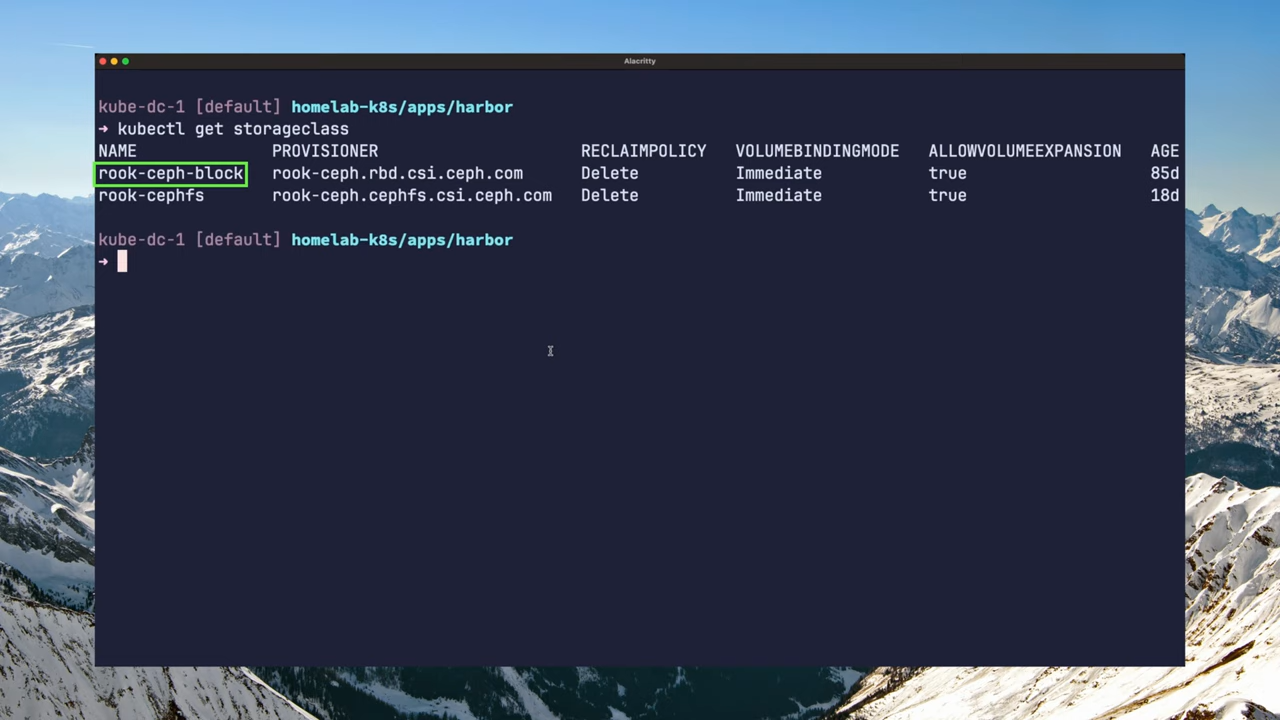 Alacritty
kube-dc-1 [default] homelab-k8s/apps/harbor
→ kubectl get storageclass
NAME PROVISIONER RECLAIMPOLICY VOLUMEBINDINGMODE ALLOWVOLUMEEXPANSION AGE
rook-ceph-block rook-ceph.rbd.csi.ceph.com Delete Immediate true 85d
rook-cephfs rook-ceph.cephfs.csi.ceph.com Delete Immediate true 18d
kube-dc-1 [default] homelab-k8s/apps/harbor
→